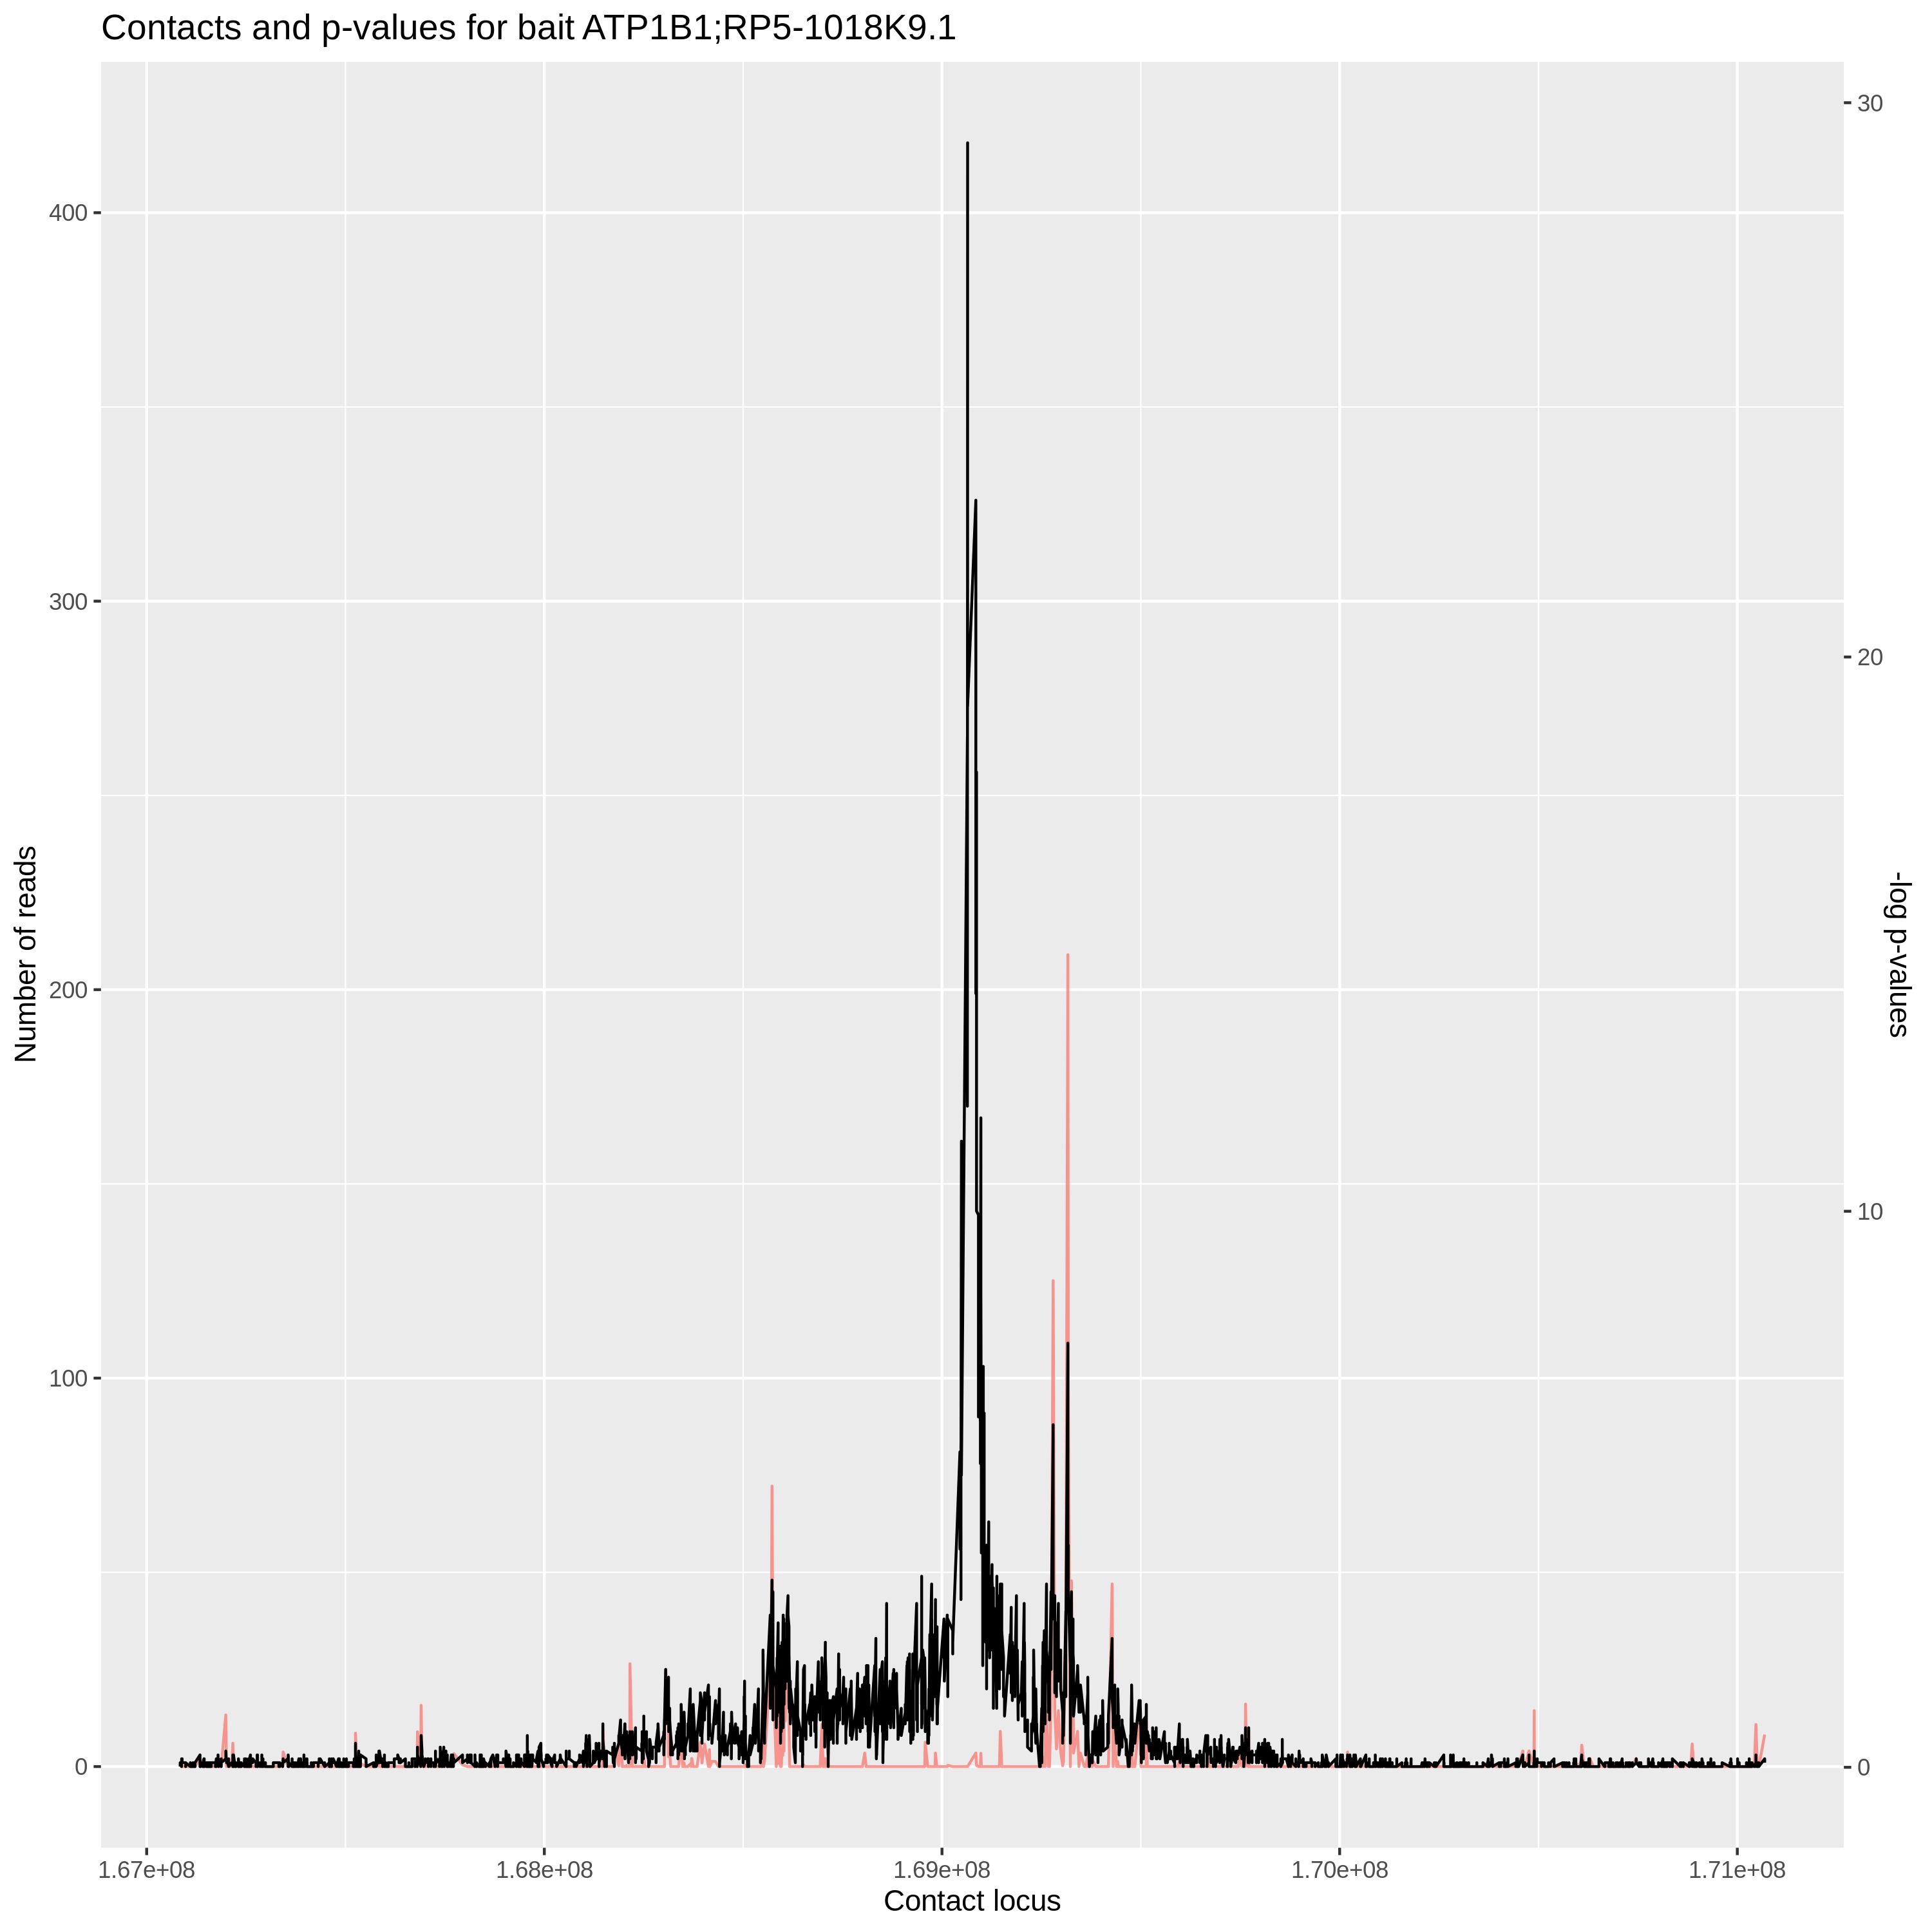 Contacts and p-values for bait ATP1B1;RP5-1018K9.1
Number of reads
400
300
200
100
0
30
20
10
0
-log p-values
1.67e+08 1.68e+08 1.69e+08 1.70e+08 1.71e+08
Contact locus